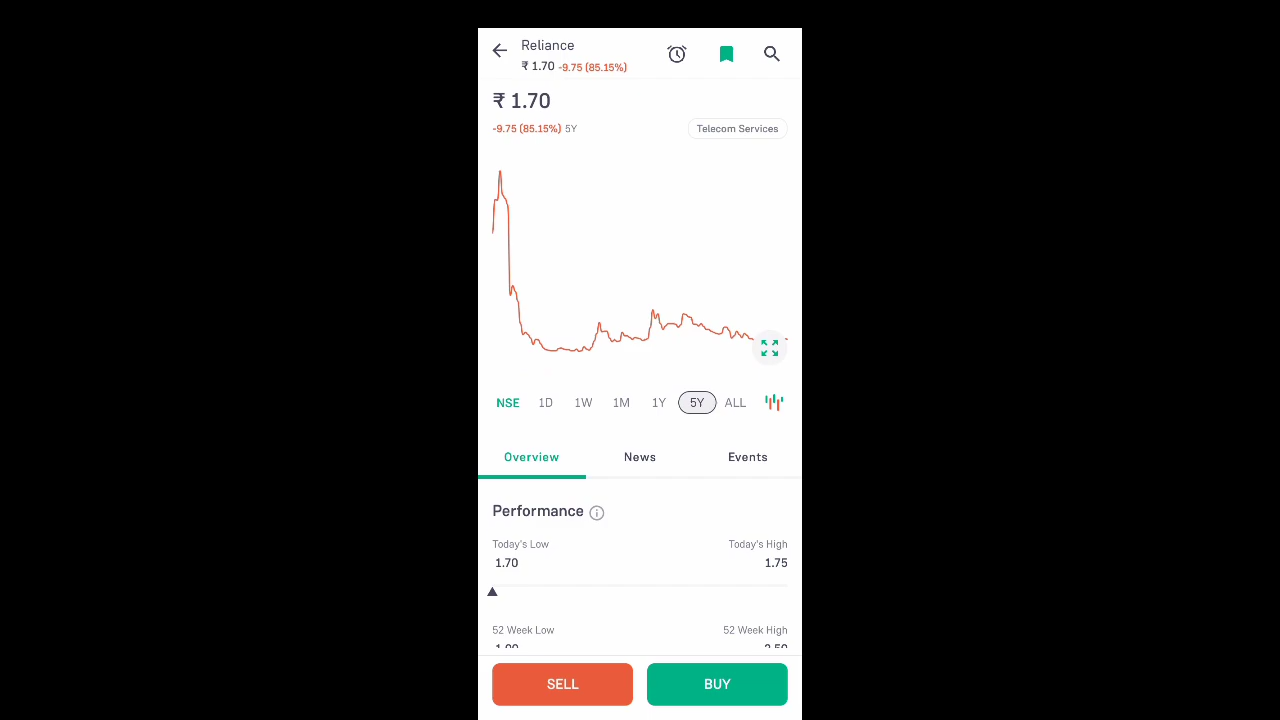 Reliance
₹ 1.70 -9.75 (85.15%)
₹ 1.70
-9.75 (85.15%) 5Y
Telecom Services
NSE 1D 1W 1M 1Y 5Y ALL
Overview News Events
Performance
Today's Low Today's High
1.70 1.75
52 Week Low 52 Week High
SELL BUY